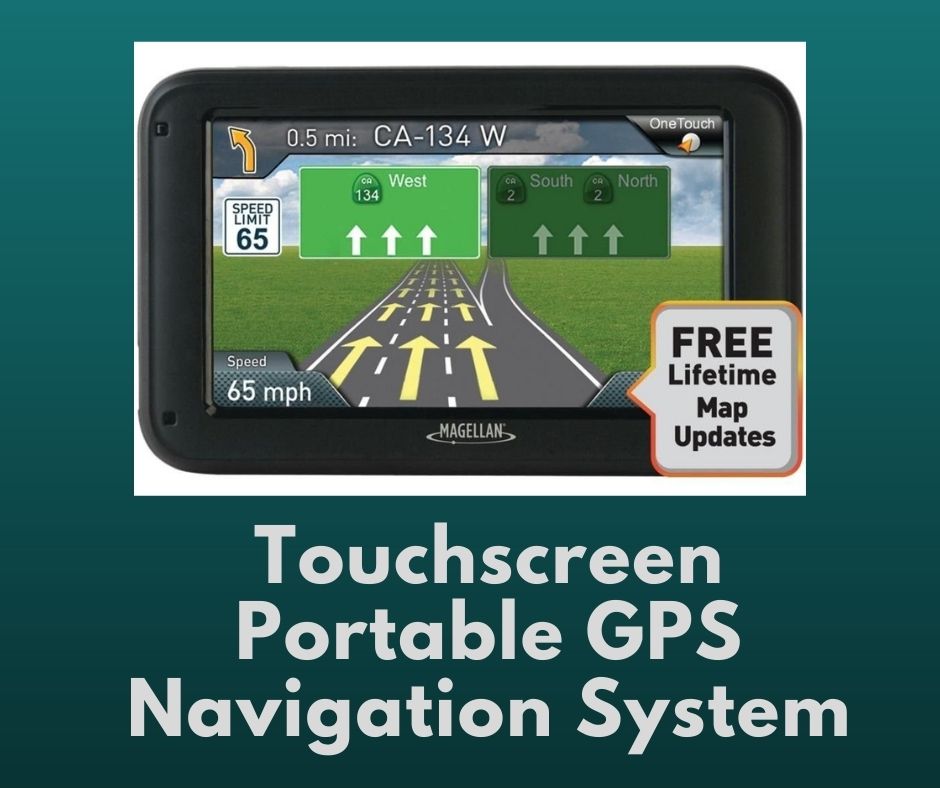 0.5 mi: CA-134 W
OneTouch
CA
134
West
CA
2
South
CA
2
North
SPEED
LIMIT
65
Speed
65 mph
MAGELLAN
FREE
Lifetime
Map
Updates
Touchscreen
Portable GPS
Navigation System